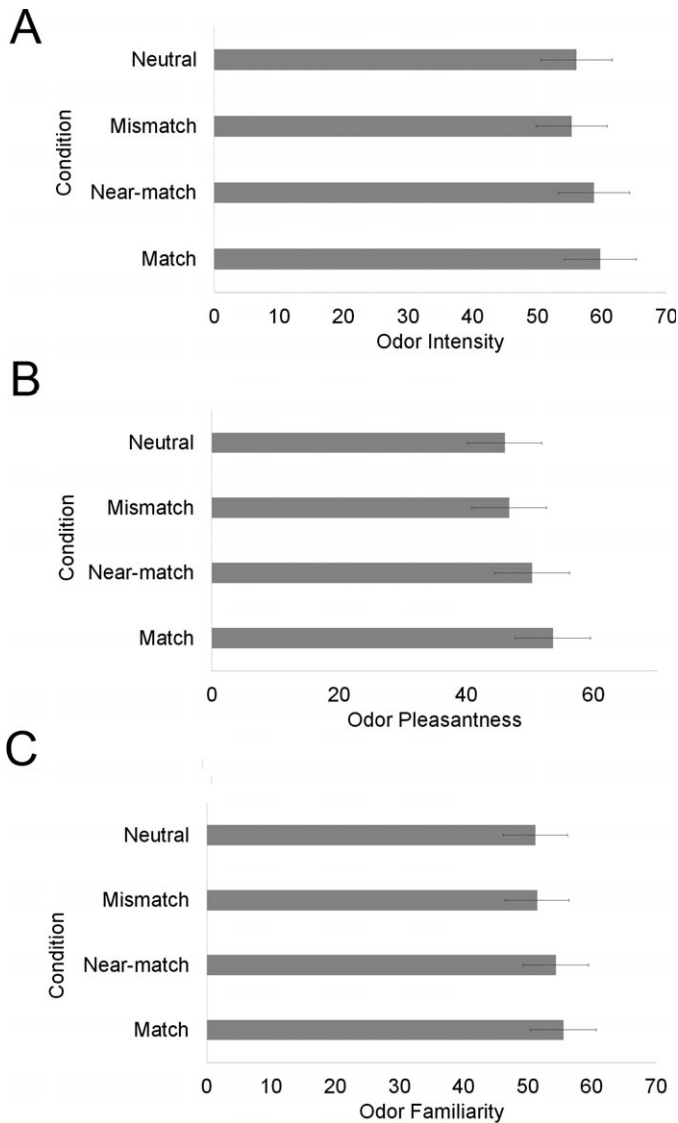 A
Condition
Neutral
Mismatch
Near-match
Match
0 10 20 30 40 50 60 70
Odor Intensity
B
Condition
Neutral
Mismatch
Near-match
Match
0 20 40 60
Odor Pleasantness
C
Condition
Neutral
Mismatch
Near-match
Match
0 10 20 30 40 50 60 70
Odor Familiarity